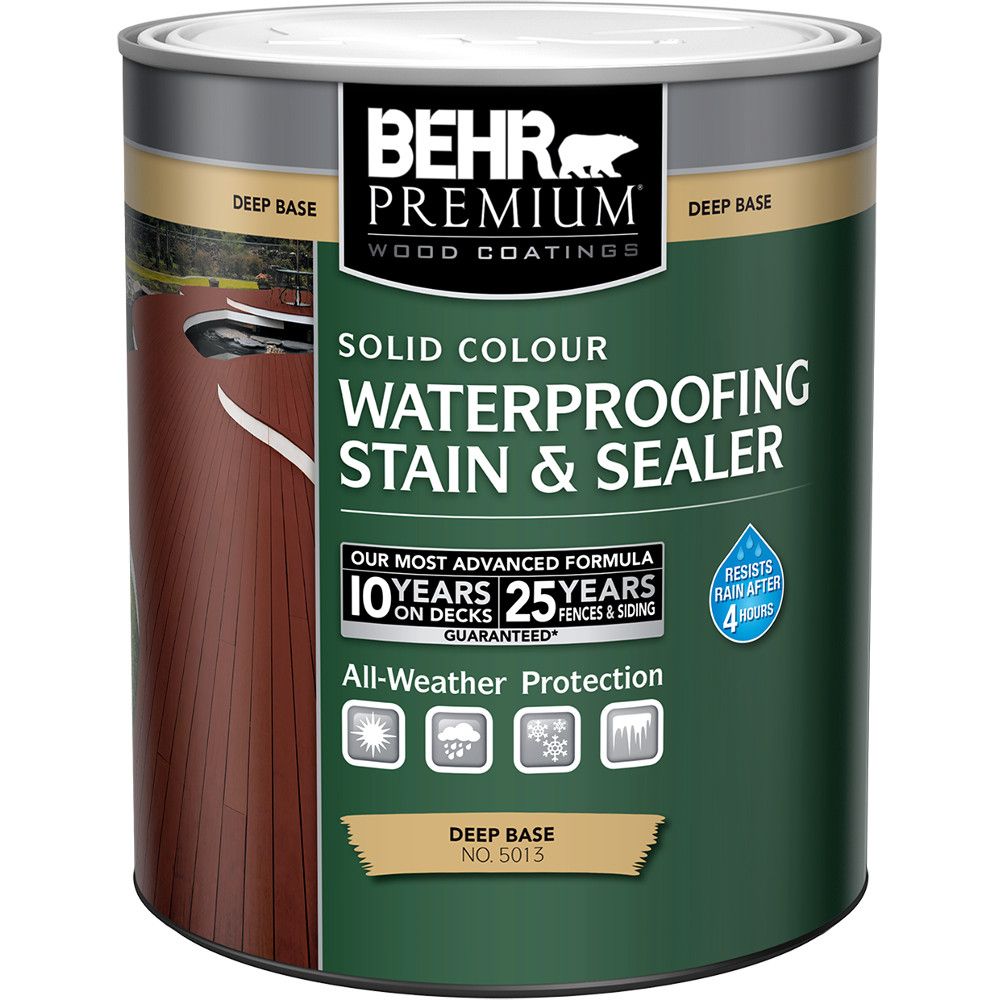 BEHR
PREMIUM®
WOOD COATINGS
DEEP BASE
DEEP BASE
SOLID COLOUR
WATERPROOFING
STAIN & SEALER
OUR MOST ADVANCED FORMULA
10 YEARS ON DECKS
25 YEARS FENCES & SIDING
GUARANTEED*
RESISTS
RAIN AFTER
4 HOURS
All-Weather Protection
DEEP BASE
NO. 5013